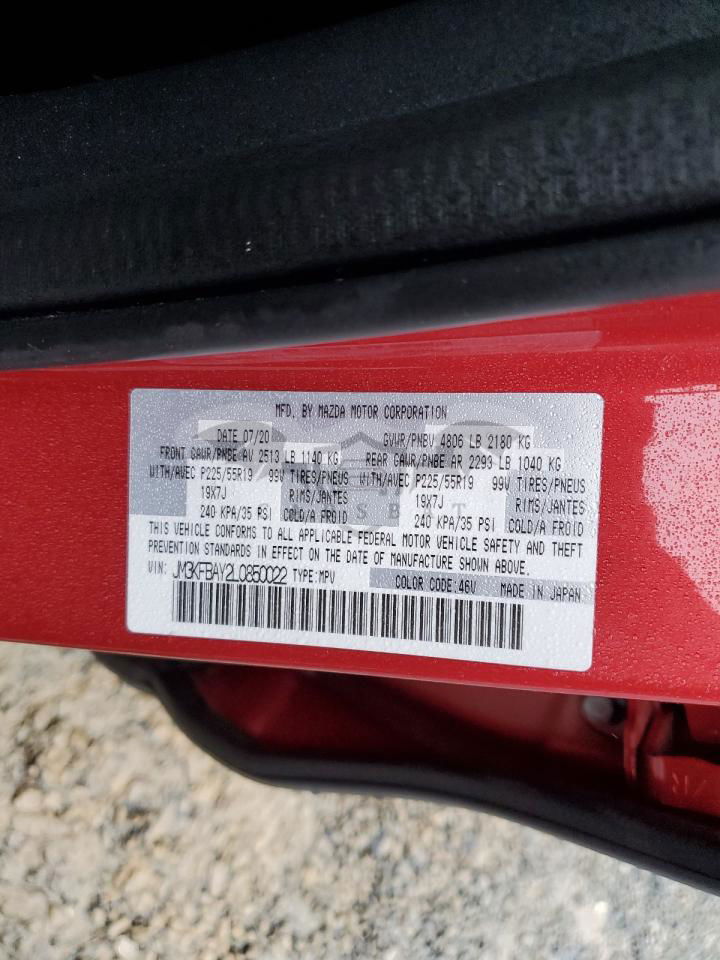 MFD. BY MAZDA MOTOR CORPORATION
DATE 07/20 GVWR/PNBV 4806 LB 2180 KG
FRONT GAWR/PNBE AV 2513 LB 1140 KG REAR GAWR/PNBE AR 2293 LB 1040 KG
WITH/AVEC P225/55R19 99V TIRES/PNEUS WITH/AVEC P225/55R19 99V TIRES/PNEUS
19X7J RIMS/JANTES 19X7J RIMS/JANTES
240 KPA/35 PSI COLD/A FROID 240 KPA/35 PSI COLD/A FROID
THIS VEHICLE CONFORMS TO ALL APPLICABLE FEDERAL MOTOR VEHICLE SAFETY AND THEFT
PREVENTION STANDARDS IN EFFECT ON THE DATE OF MANUFACTURE SHOWN ABOVE.
VIN: JM3KFBAY2L0850022 TYPE:MPV COLOR CODE:46V MADE IN JAPAN